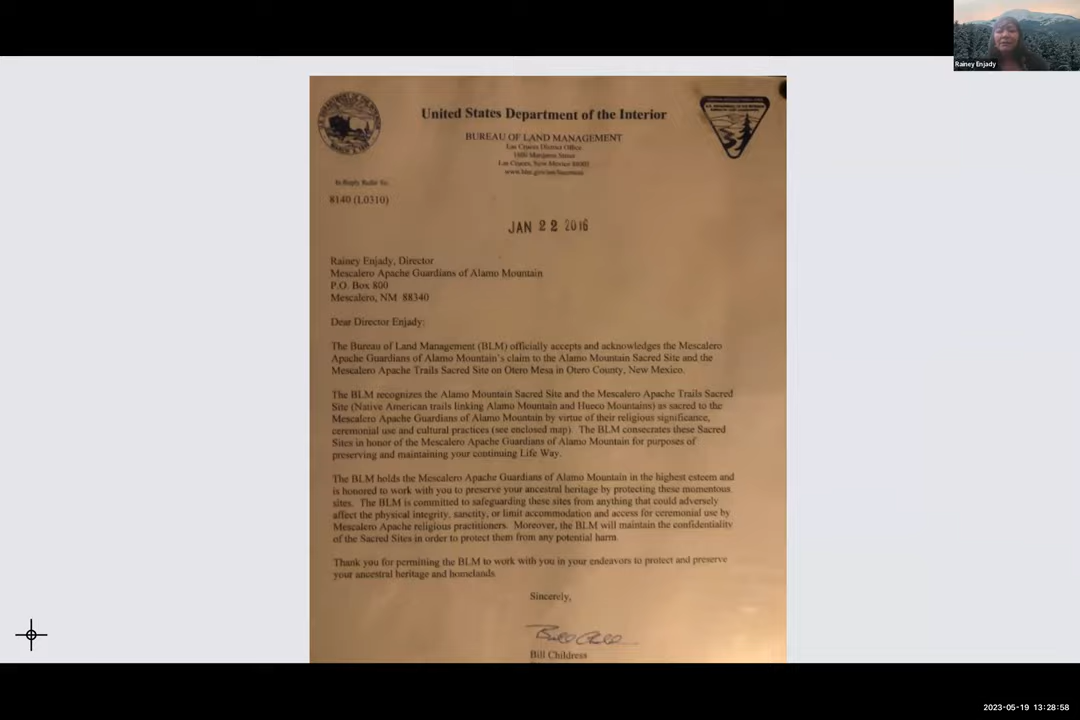 Rainey Enjady
United States Department of the Interior
BUREAU OF LAND MANAGEMENT
Las Cruces District Office
1800 Marquess Street
Las Cruces, New Mexico 88005
In Reply Refer To:
8140 (L0310)
JAN 22 2016
Rainey Enjady, Director
Mescalero Apache Guardians of Alamo Mountain
P.O. Box 800
Mescalero, NM 88340
Dear Director Enjady:
The Bureau of Land Management (BLM) officially accepts and acknowledges the Mescalero
Apache Guardians of Alamo Mountain's claim to the Alamo Mountain Sacred Site and the
Mescalero Apache Trails Sacred Site on Otero Mesa in Otero County, New Mexico.
The BLM recognizes the Alamo Mountain Sacred Site and the Mescalero Apache Trails Sacred
Site (Native American trails linking Alamo Mountain and Hueco Mountains) as sacred to the
Mescalero Apache Guardians of Alamo Mountain by virtue of their religious significance,
ceremonial use and cultural practices (see enclosed map). The BLM consecrates these Sacred
Sites in honor of the Mescalero Apache Guardians of Alamo Mountain for purposes of
preserving and maintaining your continuing Life Way.
The BLM holds the Mescalero Apache Guardians of Alamo Mountain in the highest esteem and
is honored to work with you to preserve your ancestral heritage by protecting these momentous
sites. The BLM is committed to safeguarding these sites from anything that could adversely
affect the physical integrity, sanctity, or limit accommodation and access for ceremonial use by
Mescalero Apache religious practitioners. Moreover, the BLM will maintain the confidentiality
of the Sacred Sites in order to protect them from any potential harm.
Thank you for permitting the BLM to work with you in your endeavors to protect and preserve
your ancestral heritage and homelands.
Sincerely,
Bill Childress
2023-05-19 13:28:58